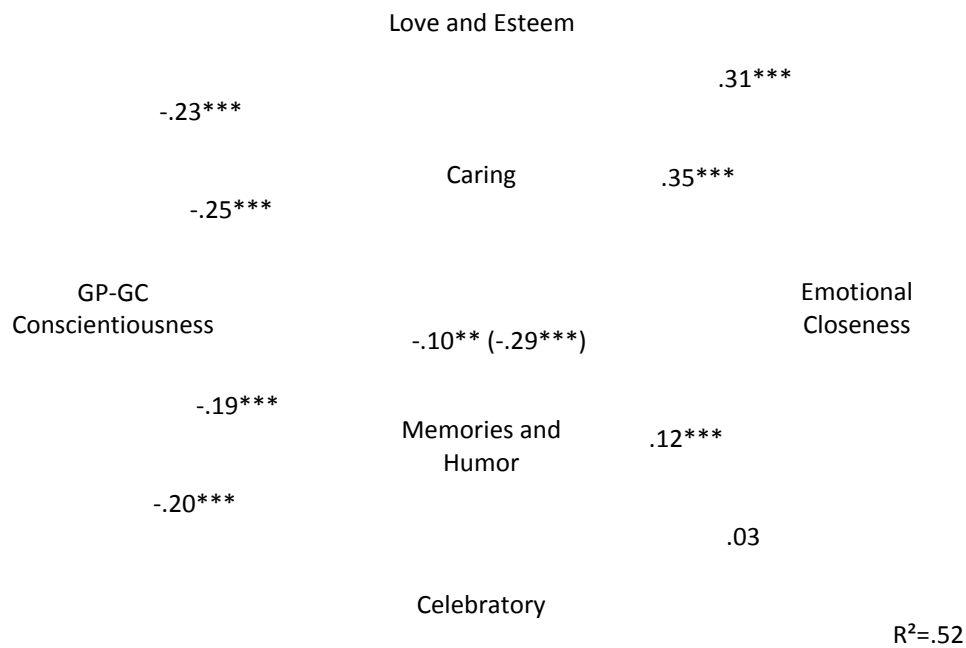 Love and Esteem
.31***
-.23***
Caring
.35***
-.25***
GP-GC
Conscientiousness
Emotional
Closeness
-.10** (-.29***)
-.19***
Memories and
Humor
.12***
-.20***
.03
Celebratory
R²=.52